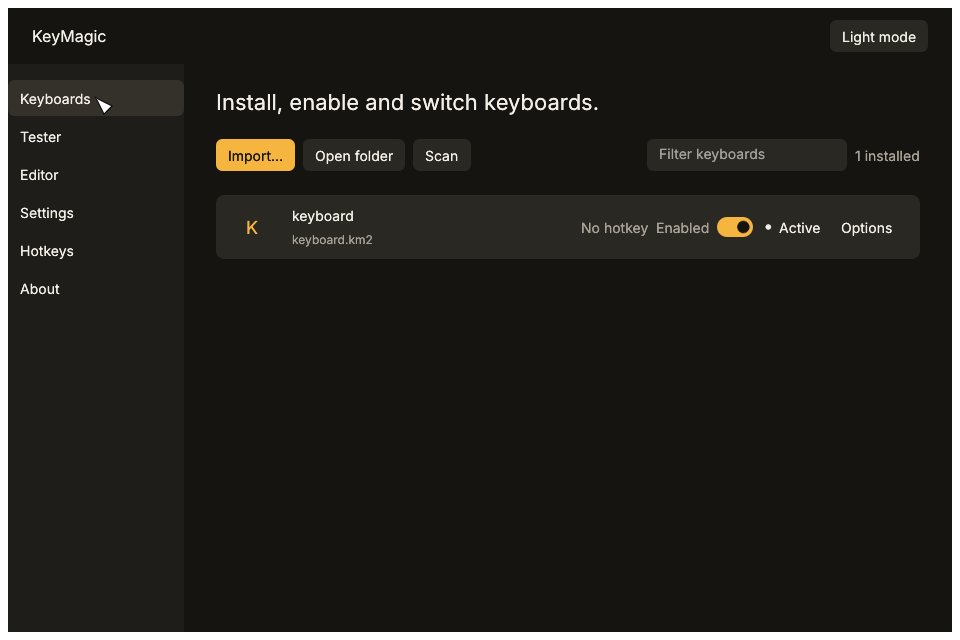 KeyMagic
Light mode
Keyboards
Tester
Editor
Settings
Hotkeys
About
Install, enable and switch keyboards.
Import...
Open folder
Scan
Filter keyboards
1 installed
K
keyboard
keyboard.km2
No hotkey
Enabled
• Active
Options